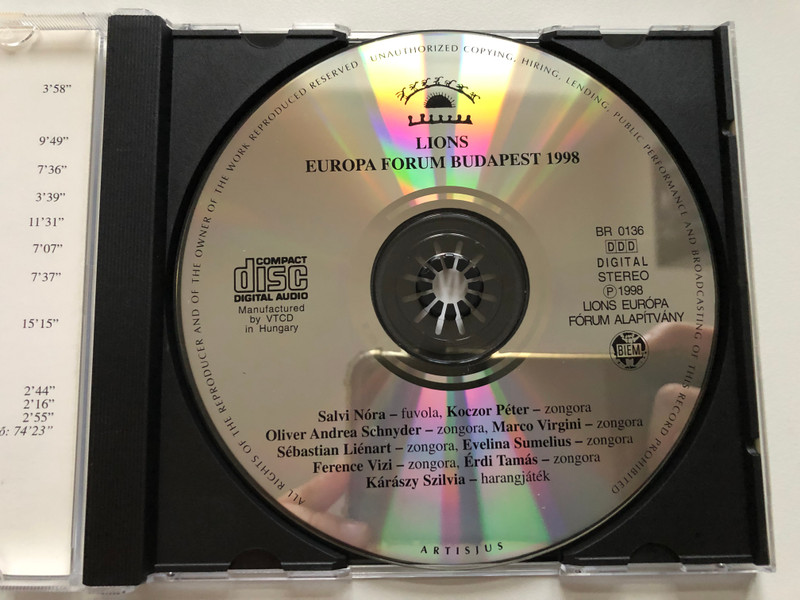 3’58”
9’49”
7’36”
3’39”
11’31”
7’07”
7’37”
15’15”
2’44”
2’16”
2’55”
ó: 74’23”
ALL RIGHTS OF THE REPRODUCER AND OF THE OWNER OF THE WORK REPRODUCED RESERVED UNAUTHORIZED COPYING, HIRING, LENDING, PUBLIC PERFORMANCE AND BROADCASTING OF THIS RECORD PROHIBITED
LIONS
EUROPA FORUM BUDAPEST 1998
COMPACT
disc
DIGITAL AUDIO
Manufactured
by VTCD
in Hungary
BR 0136
DDD
DIGITAL
STEREO
Ⓟ 1998
LIONS EURÓPA
FÓRUM ALAPÍTVÁNY
BIEM
Salvi Nóra – fuvola, Koczor Péter – zongora
Oliver Andrea Schnyder – zongora, Marco Virgini – zongora
Sébastian Liénart – zongora, Evelina Sumelius – zongora
Ference Vizi – zongora, Érdi Tamás – zongora
Kárászy Szilvia – harangjáték
ARTISJUS